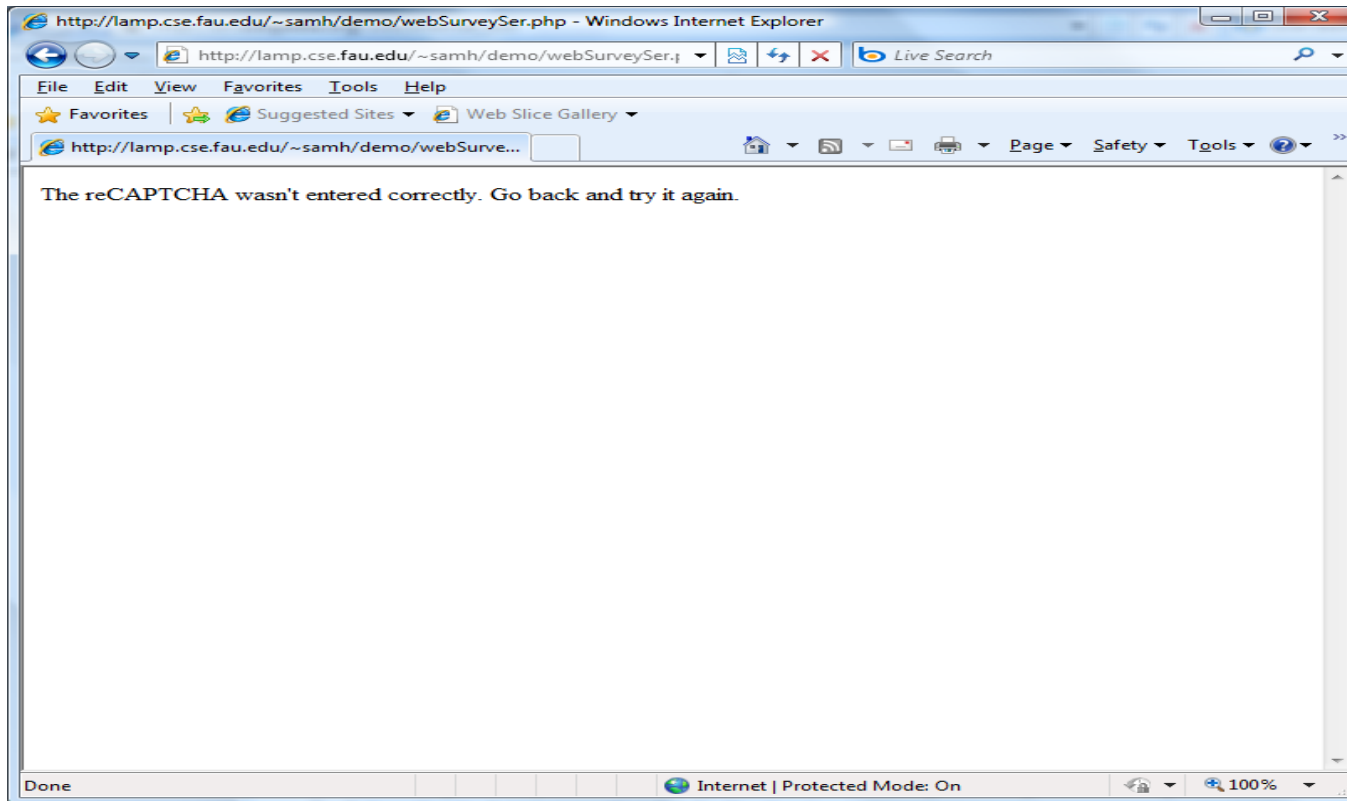 http://lamp.cse.fau.edu/~samh/demo/webSurveySer.php - Windows Internet Explorer
http://lamp.cse.fau.edu/~samh/demo/webSurveySer.p Live Search
File Edit View Favorites Tools Help
Favorites Suggested Sites Web Slice Gallery
http://lamp.cse.fau.edu/~samh/demo/webSurve... Page Safety Tools
The reCAPTCHA wasn't entered correctly. Go back and try it again.
Done Internet | Protected Mode: On 100%